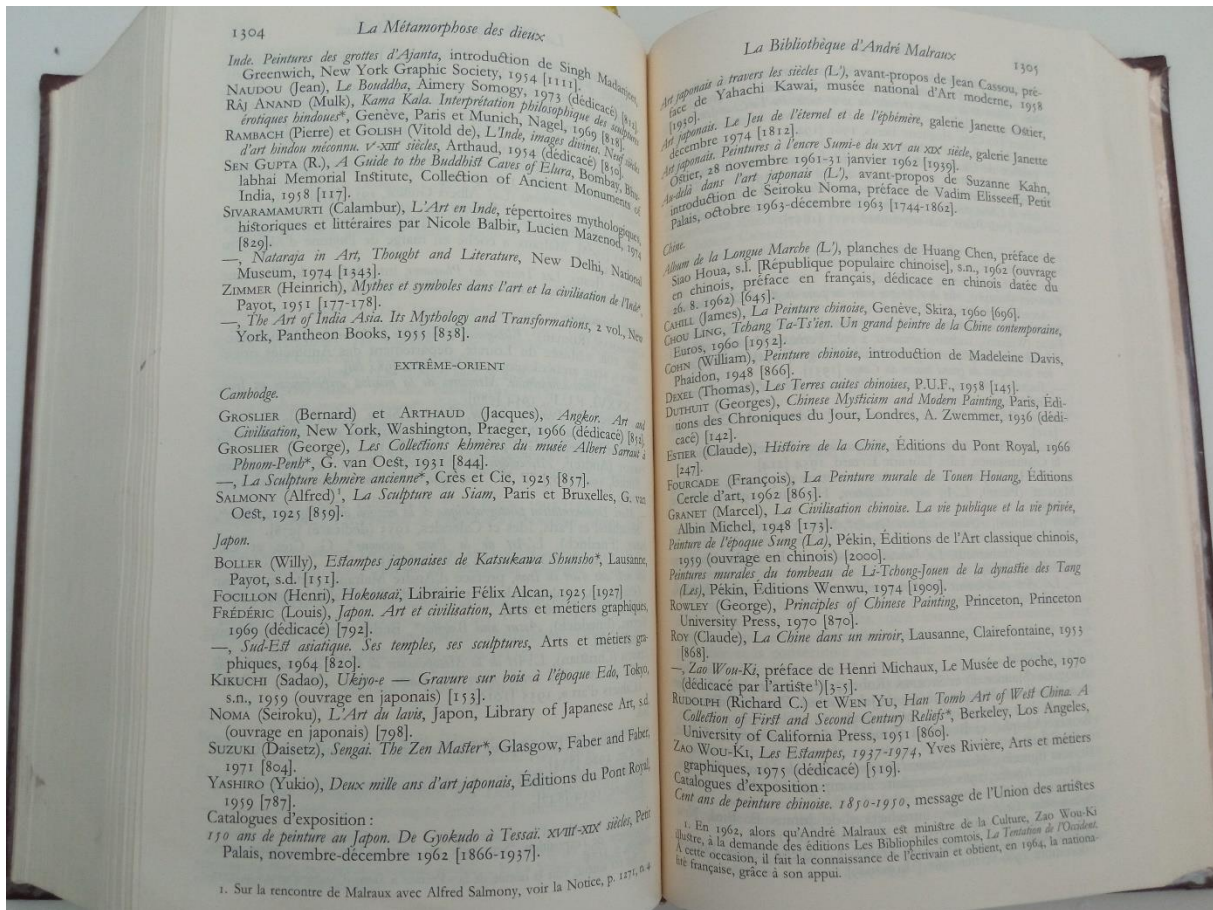 1304
La Métamorphose des dieux
Inde. Peintures des grottes d'Ajanta, introduction de Singh Madanjeet,
Greenwich, New York Graphic Society, 1954 [1111].
NAUDOU (Jean), Le Bouddha, Aimery Somogy, 1973 (dédicacé) [812].
RÂJ ANAND (Mulk), Kama Kala. Interprétation philosophique des sculptures
érotiques hindoues*, Genève, Paris et Munich, Nagel, 1969 [818].
RAMBACH (Pierre) et GOLISH (Vitold de), L'Inde, images divines. Neuf siècles
d'art hindou méconnu. Ve-XIIIe siècles, Arthaud, 1954 (dédicacé) [850].
SEN GUPTA (R.), A Guide to the Buddhist Caves of Elura, Bombay, Bhu-
labhai Memorial Institute, Collection of Ancient Monuments of
India, 1958 [117].
SIVARAMAMURTI (Calambur), L'Art en Inde, répertoires mythologiques,
historiques et littéraires par Nicole Balbir, Lucien Mazenod, 1974
[829].
—, Nataraja in Art, Thought and Literature, New Delhi, National
Museum, 1974 [1343].
ZIMMER (Heinrich), Mythes et symboles dans l'art et la civilisation de l'Inde*,
Payot, 1951 [177-178].
—, The Art of India Asia. Its Mythology and Transformations, 2 vol., New
York, Pantheon Books, 1955 [838].
EXTRÊME-ORIENT
Cambodge.
GROSLIER (Bernard) et ARTHAUD (Jacques), Angkor. Art and
Civilisation, New York, Washington, Praeger, 1966 (dédicacé) [852].
GROSLIER (George), Les Collections khmères du musée Albert Sarraut à
Phnom-Penh*, G. van Oest, 1931 [844].
—, La Sculpture khmère ancienne*, Crès et Cie, 1925 [857].
SALMONY (Alfred)1, La Sculpture au Siam, Paris et Bruxelles, G. van
Oest, 1925 [859].
Japon.
BOLLER (Willy), Estampes japonaises de Katsukawa Shunsho*, Lausanne,
Payot, s.d. [151].
FOCILLON (Henri), Hokousaï, Librairie Félix Alcan, 1925 [1927]
FRÉDÉRIC (Louis), Japon. Art et civilisation, Arts et métiers graphiques,
1969 (dédicacé) [792].
—, Sud-Est asiatique. Ses temples, ses sculptures, Arts et métiers gra-
phiques, 1964 [820].
KIKUCHI (Sadao), Ukiyo-e — Gravure sur bois à l'époque Edo, Tokyo,
s.n., 1959 (ouvrage en japonais) [153].
NOMA (Seiroku), L'Art du lavis, Japon, Library of Japanese Art, s.d.
(ouvrage en japonais) [798].
SUZUKI (Daisetz), Sengai. The Zen Master*, Glasgow, Faber and Faber,
1971 [804].
YASHIRO (Yukio), Deux mille ans d'art japonais, Éditions du Pont Royal,
1959 [787].
Catalogues d'exposition :
150 ans de peinture au Japon. De Gyokudo à Tessaï. XVIIIe-XIXe siècles, Petit
Palais, novembre-décembre 1962 [1866-1937].
1. Sur la rencontre de Malraux avec Alfred Salmony, voir la Notice, p. 1271, n. 4
La Bibliothèque d'André Malraux
1305
Art japonais à travers les siècles (L'), avant-propos de Jean Cassou, pré-
face de Yahachi Kawai, musée national d'Art moderne, 1958
[1950].
Art japonais. Le Jeu de l'éternel et de l'éphémère, galerie Janette Ostier,
décembre 1974 [1812].
Art japonais. Peintures à l'encre Sumi-e du XVIe au XIXe siècle, galerie Janette
Ostier, 28 novembre 1961-31 janvier 1962 [1939].
Au-delà dans l'art japonais (L'), avant-propos de Suzanne Kahn,
introduction de Seiroku Noma, préface de Vadim Elisseeff, Petit
Palais, octobre 1963-décembre 1963 [1744-1862].
Chine.
Album de la Longue Marche (L'), planches de Huang Chen, préface de
Siao Houa, s.l. [République populaire chinoise], s.n., 1962 (ouvrage
en chinois, préface en français, dédicace en chinois datée du
26. 8. 1962) [645].
CAHILL (James), La Peinture chinoise, Genève, Skira, 1960 [696].
CHOU LING, Tchang Ta-Ts'ien. Un grand peintre de la Chine contemporaine,
Euros, 1960 [1952].
COHN (William), Peinture chinoise, introduction de Madeleine Davis,
Phaidon, 1948 [866].
DEXEL (Thomas), Les Terres cuites chinoises, P.U.F., 1958 [145].
DUTHUIT (Georges), Chinese Mysticism and Modern Painting, Paris, Édi-
tions des Chroniques du Jour, Londres, A. Zwemmer, 1936 (dédi-
cacé) [142].
ESTIER (Claude), Histoire de la Chine, Éditions du Pont Royal, 1966
[247].
FOURCADE (François), La Peinture murale de Touen Houang, Éditions
Cercle d'art, 1962 [865].
GRANET (Marcel), La Civilisation chinoise. La vie publique et la vie privée,
Albin Michel, 1948 [173].
Peinture de l'époque Sung (La), Pékin, Éditions de l'Art classique chinois,
1959 (ouvrage en chinois) [2000].
Peintures murales du tombeau de Li-Tchong-Jouen de la dynastie des Tang
(Les), Pékin, Éditions Wenwu, 1974 [1909].
ROWLEY (George), Principles of Chinese Painting, Princeton, Princeton
University Press, 1970 [870].
ROY (Claude), La Chine dans un miroir, Lausanne, Clairefontaine, 1953
[868].
—, Zao Wou-Ki, préface de Henri Michaux, Le Musée de poche, 1970
(dédicacé par l'artiste1)[3-5].
RUDOLPH (Richard C.) et WEN YU, Han Tomb Art of West China. A
Collection of First and Second Century Reliefs*, Berkeley, Los Angeles,
University of California Press, 1951 [860].
ZAO WOU-KI, Les Estampes, 1937-1974, Yves Rivière, Arts et métiers
graphiques, 1975 (dédicacé) [519].
Catalogues d'exposition :
Cent ans de peinture chinoise. 1850-1950, message de l'Union des artistes
1. En 1962, alors qu'André Malraux est ministre de la Culture, Zao Wou-Ki
illustre, à la demande des éditions Les Bibliophiles comtois, La Tentation de l'Occident.
À cette occasion, il fait la connaissance de l'écrivain et obtient, en 1964, la nationa-
lité française, grâce à son appui.